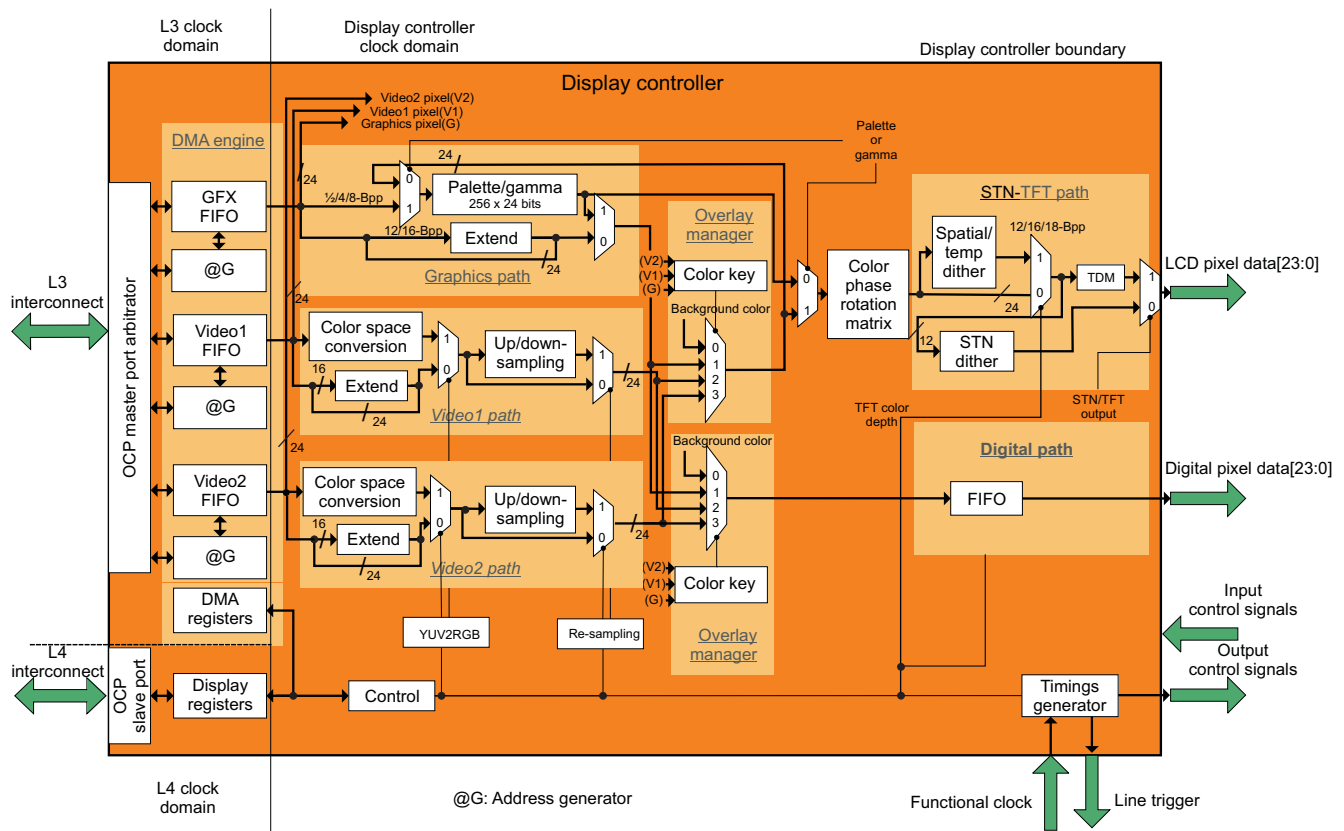 L3 clock
domain
Display controller
clock domain
Display controller boundary
Display controller
Video2 pixel(V2)
Video1 pixel(V1)
Graphics pixel(G)
DMA engine
Palette
or
gamma
24
24
0
1
Palette/gamma
256 x 24 bits
1
0
GFX
FIFO
½/4/8-Bpp
12/16-Bpp
Extend
24
Graphics path
@G
Overlay
manager
(V2)
(V1)
(G)
Color key
STN-TFT path
12/16/18-Bpp
Spatial/
temp
dither
1
0
TDM
1
0
24
12
STN
dither
LCD pixel data[23:0]
0
1
Color
phase
rotation
matrix
L3
interconnect
OCP master port arbitrator
24
Video1
FIFO
Color space
conversion
1
0
Up/down-
sampling
1
0
16
Extend
24
24
Video1 path
@G
Background color
0
1
2
3
TFT color
depth
STN/TFT
output
24
Video2
FIFO
Color space
conversion
1
0
Up/down-
sampling
1
0
16
Extend
24
24
Video2 path
@G
Background color
0
1
2
3
Digital path
FIFO
Digital pixel data[23:0]
(V2)
(V1)
(G)
Color key
Overlay
manager
DMA
registers
YUV2RGB
Re-sampling
Input
control signals
L4
interconnect
OCP
slave port
Display
registers
Control
Timings
generator
Output
control signals
L4 clock
domain
@G: Address generator
Functional clock
Line trigger